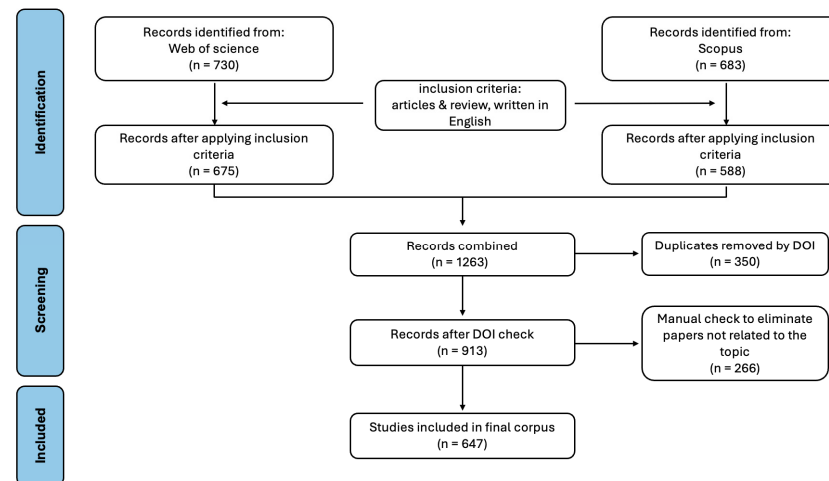 Identification
Records identified from:
Web of science
(n = 730)
Records identified from:
Scopus
(n = 683)
inclusion criteria:
articles & review, written in
English
Records after applying inclusion
criteria
(n = 675)
Records after applying inclusion
criteria
(n = 588)
Screening
Records combined
(n = 1263)
Duplicates removed by DOI
(n = 350)
Records after DOI check
(n = 913)
Manual check to eliminate
papers not related to the
topic
(n = 266)
Included
Studies included in final corpus
(n = 647)